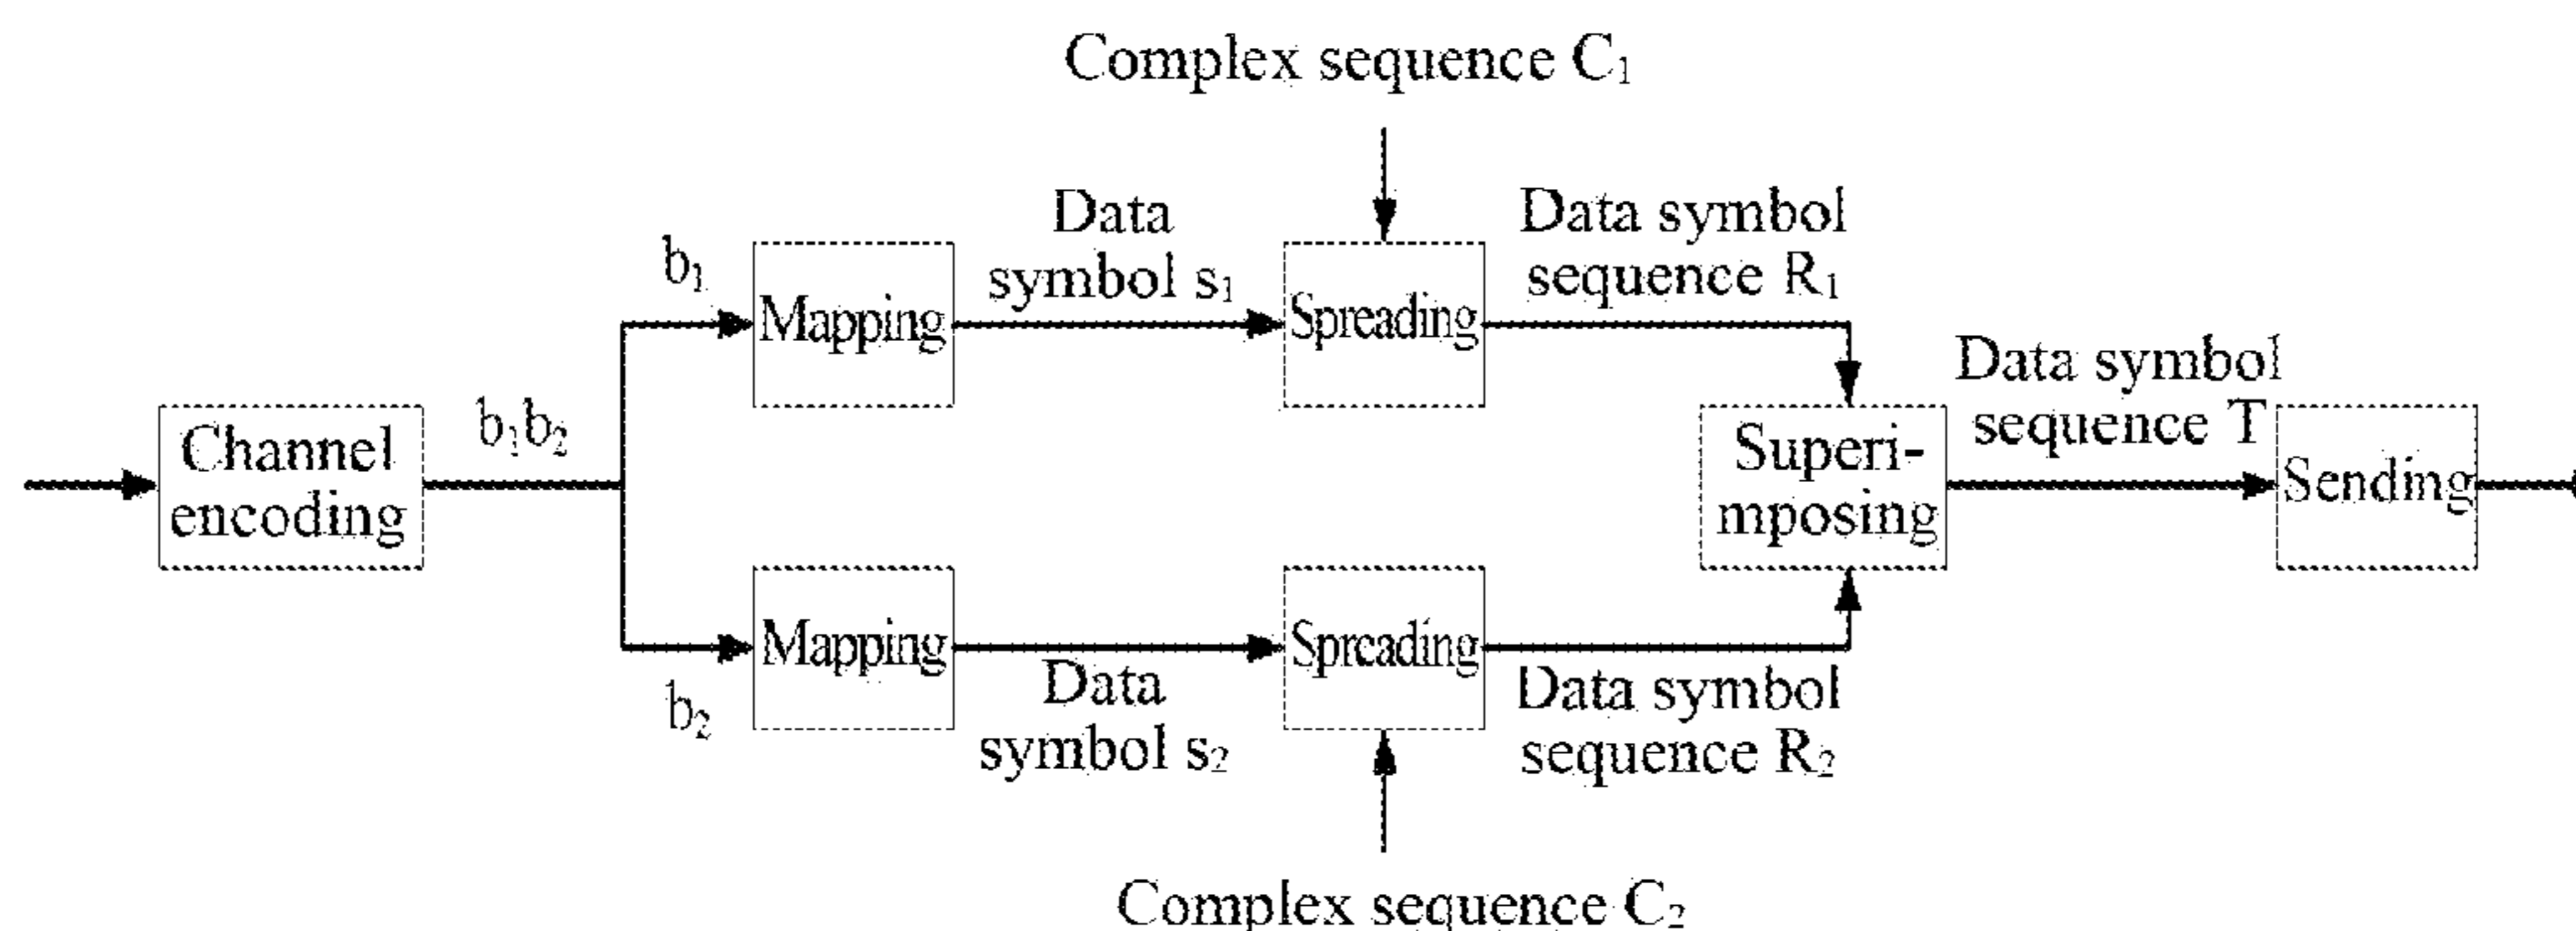 Complex sequence C₁
Data
symbol s₁
Data symbol
sequence R₁
b₁
Mapping
Spreading
Data symbol
sequence T
Channel
encoding
b₁b₂
Superi-
mposing
Sending
Mapping
Spreading
b₂
Data
symbol s₂
Data symbol
sequence R₂
Complex sequence C₂